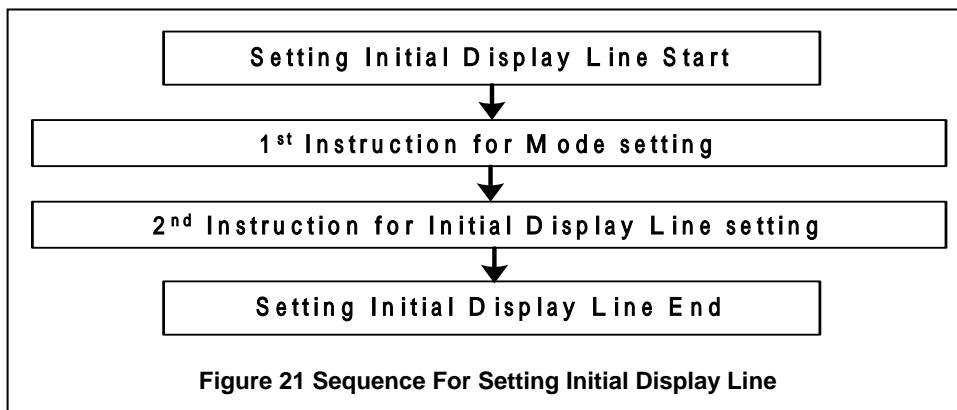 Setting Initial Display Line Start
1st Instruction for Mode setting
2nd Instruction for Initial Display Line setting
Setting Initial Display Line End
Figure 21 Sequence For Setting Initial Display Line